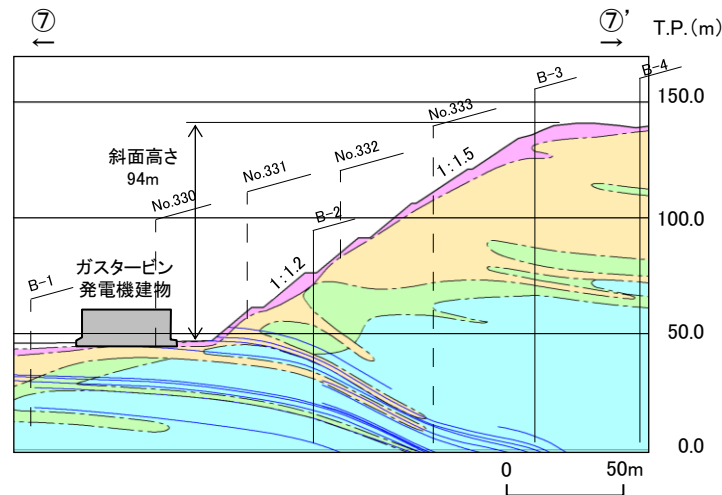 ⑦
←
⑦'
→
T.P.（m）
B-4
B-3
150.0
No.333
斜面高さ
94m
No.332
No.331
1：1.5
No.330
100.0
B-2
ガスタービン
発電機建物
B-1
1：1.2
50.0
0.0
0
50m